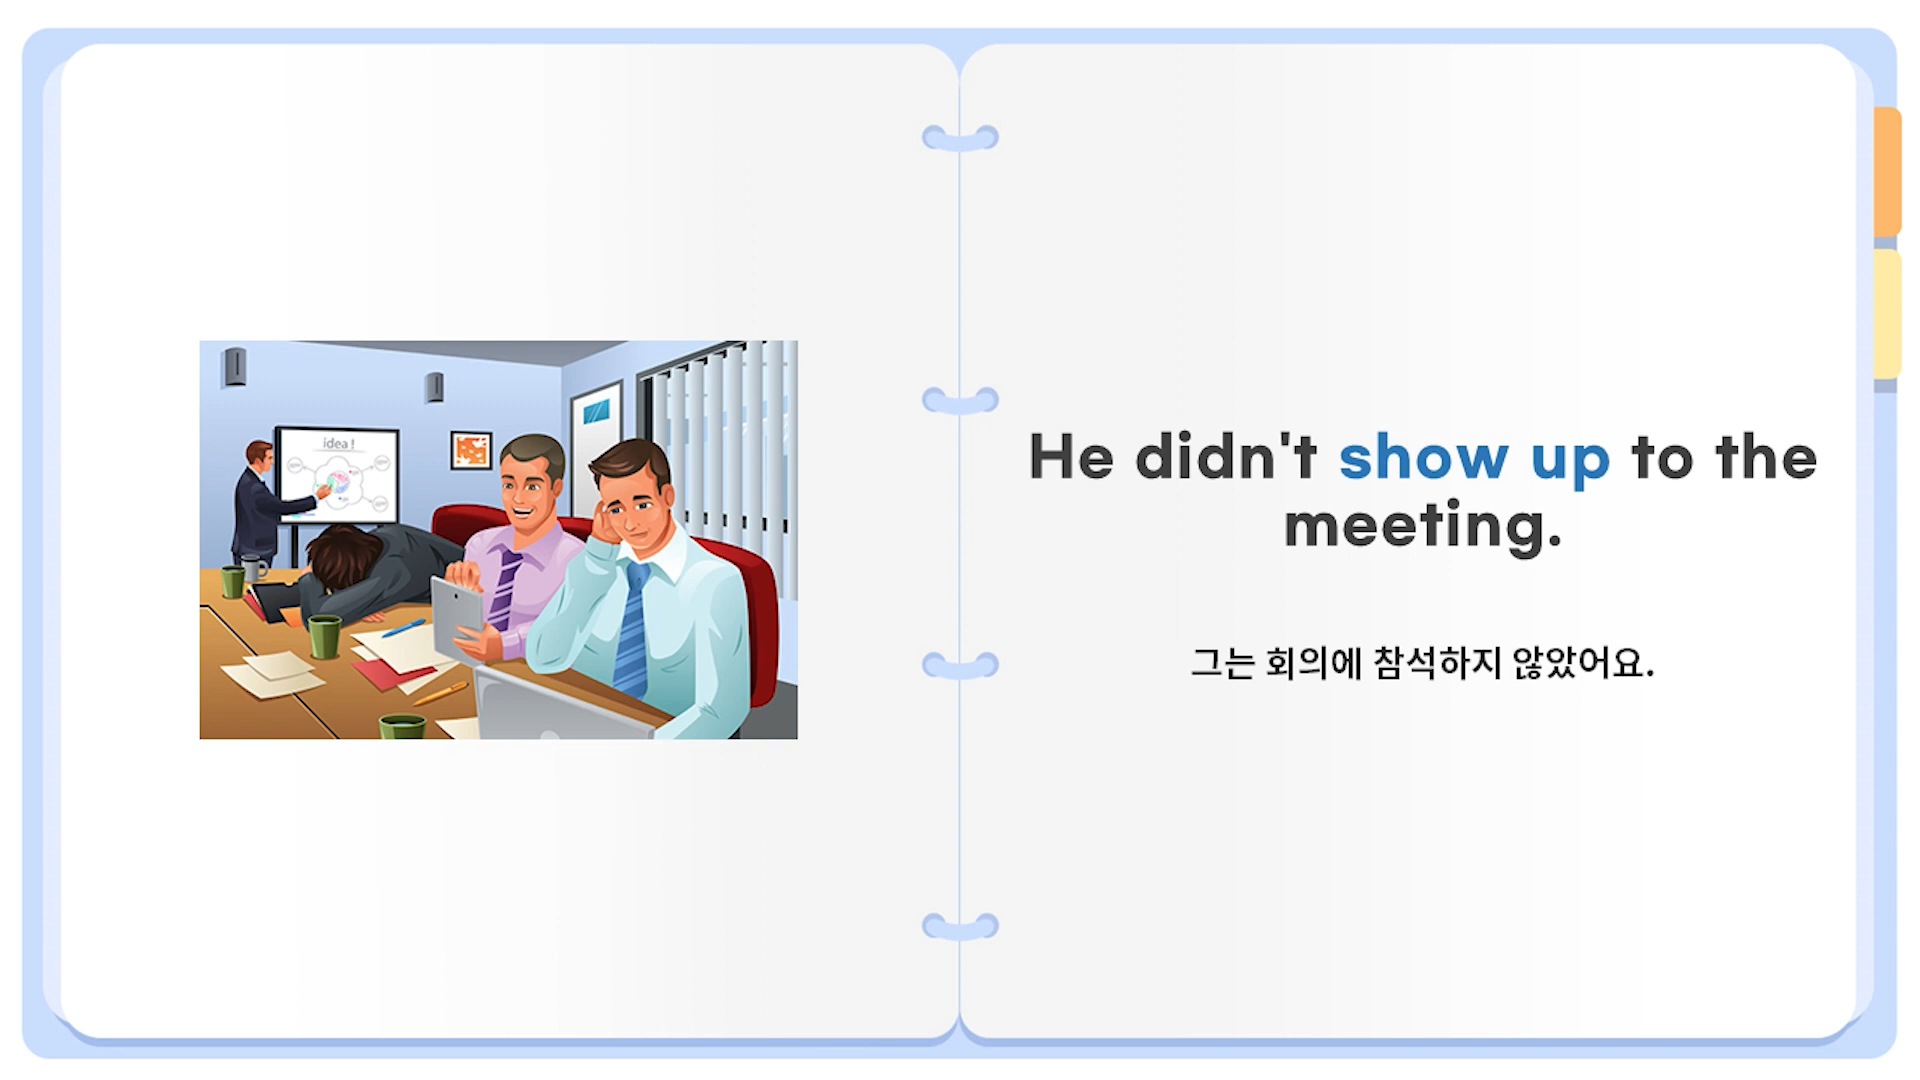 idea !
He didn't show up to the
meeting.
그는 회의에 참석하지 않았어요.